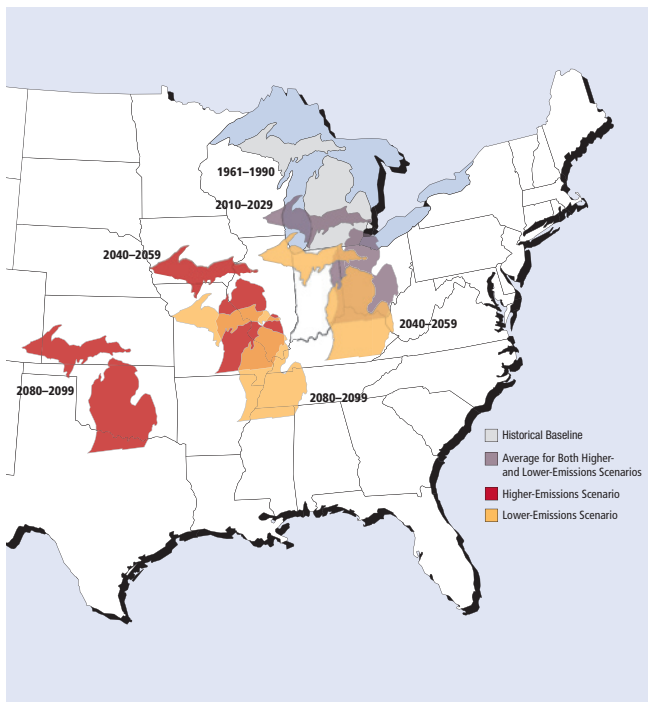 1961–1990
2010–2029
2040–2059
2040–2059
2080–2099
2080–2099
Historical Baseline
Average for Both Higher-
and Lower-Emissions Scenarios
Higher-Emissions Scenario
Lower-Emissions Scenario